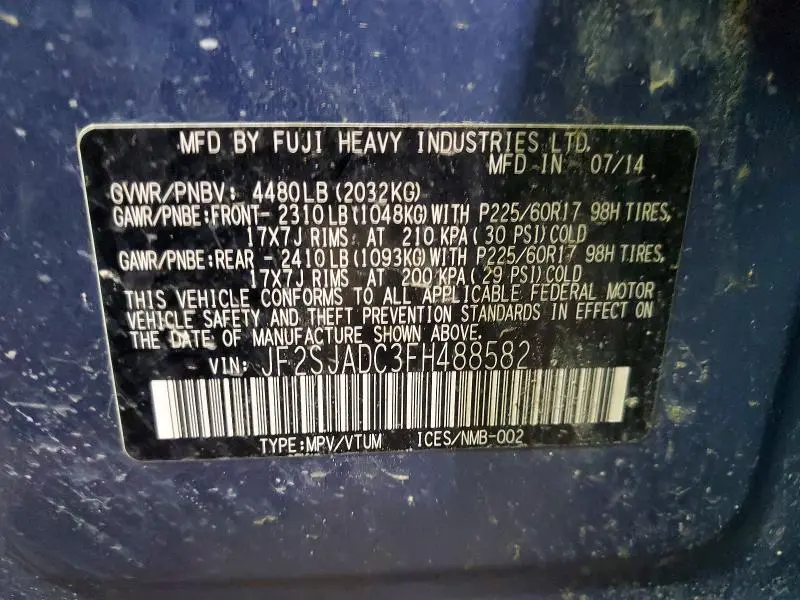 MFD BY FUJI HEAVY INDUSTRIES LTD.
MFD IN 07/14
GVWR/PNBV: 4480LB(2032KG)
GAWR/PNBE:FRONT- 2310LB(1048KG)WITH P225/60R17 98H TIRES,
17X7J RIMS, AT 210 KPA(30 PSI)COLD
GAWR/PNBE:REAR - 2410LB(1093KG)WITH P225/60R17 98H TIRES,
17X7J RIMS, AT 200 KPA(29 PSI)COLD
THIS VEHICLE CONFORMS TO ALL APPLICABLE FEDERAL MOTOR
VEHICLE SAFETY AND THEFT PREVENTION STANDARDS IN EFFECT ON
THE DATE OF MANUFACTURE SHOWN ABOVE.
VIN: JF2SJADC3FH488582
TYPE:MPV/VTUM ICES/NMB-002